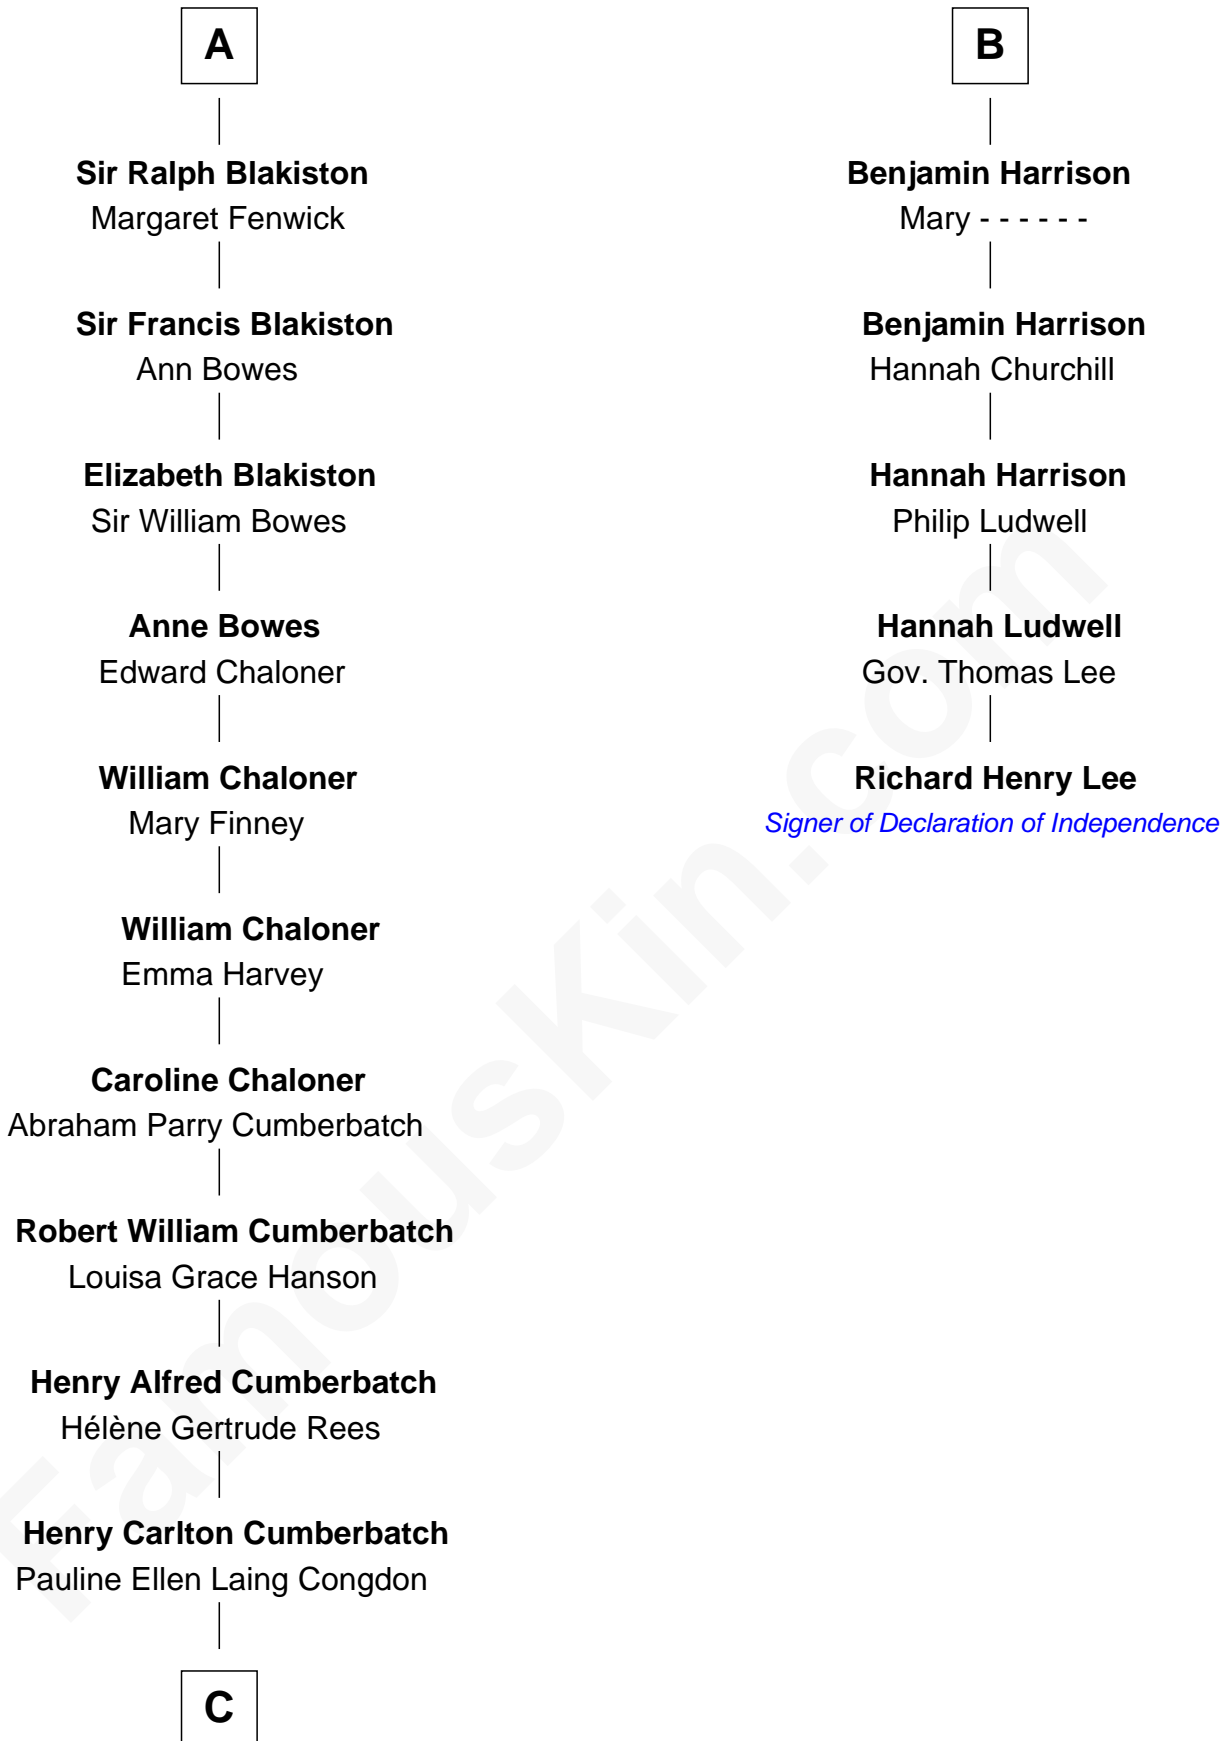 A
Sir Ralph Blakiston
Margaret Fenwick
Sir Francis Blakiston
Ann Bowes
Elizabeth Blakiston
Sir William Bowes
Anne Bowes
Edward Chaloner
William Chaloner
Mary Finney
William Chaloner
Emma Harvey
Caroline Chaloner
Abraham Parry Cumberbatch
Robert William Cumberbatch
Louisa Grace Hanson
Henry Alfred Cumberbatch
Hélène Gertrude Rees
Henry Carlton Cumberbatch
Pauline Ellen Laing Congdon
C
B
Benjamin Harrison
Mary - - - - - -
Benjamin Harrison
Hannah Churchill
Hannah Harrison
Philip Ludwell
Hannah Ludwell
Gov. Thomas Lee
Richard Henry Lee
Signer of Declaration of Independence
FamousKin.com